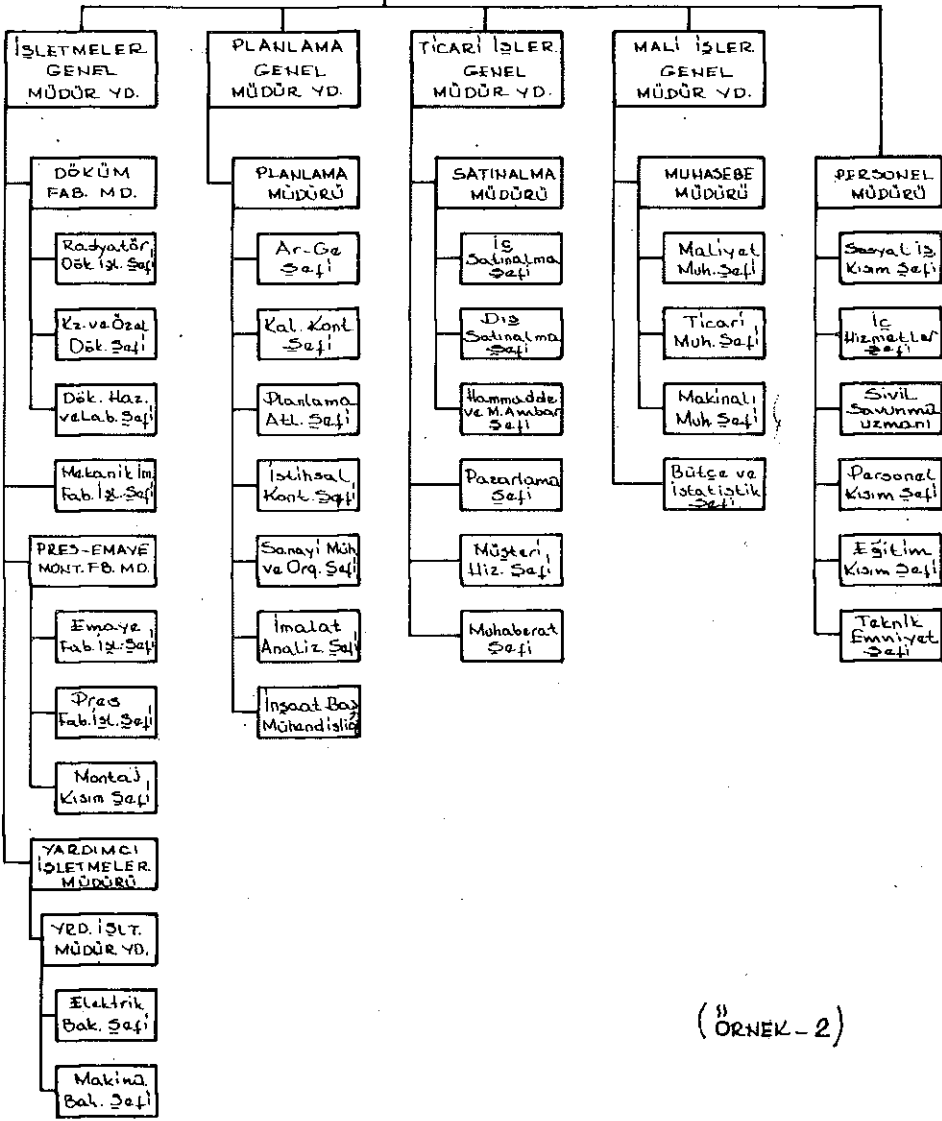 İŞLETMELER
GENEL
MÜDÜR YD.
DÖKÜM
FAB. MD.
Radyatör
Dök İşl. Şefi
Kz. ve Özel
Dök. Şefi
Dök. Haz.
ve Lab. Şefi
Mekanik İm.
Fab. İşl. Şefi
PRES-EMAYE
MONT. FB. MD.
Emaye
Fab. İşl. Şefi
Pres
Fab. İşl. Şefi
Montaj
Kısım Şefi
YARDIMCI
İŞLETMELER
MÜDÜRÜ
YRD. İŞLT.
MÜDÜR YD.
Elektrik
Bak. Şefi
Makina
Bak. Şefi
PLANLAMA
GENEL
MÜDÜR YD.
PLANLAMA
MÜDÜRÜ
Ar-Ge
Şefi
Kal. Kont
Şefi
Planlama
Atl. Şefi
İstihsal
Kont. Şefi
Sanayi Müh
ve Org. Şefi
İmalat
Analiz. Şefi
İnşaat Baş
Mühendisliği
TİCARİ İŞLER
GENEL
MÜDÜR YD.
SATINALMA
MÜDÜRÜ
İç
Satınalma
Şefi
Dış
Satınalma
Şefi
Hammadde
ve M. Ambar
Şefi
Pazarlama
Şefi
Müşteri
Hiz. Şefi
Muhaberat
Şefi
MALİ İŞLER
GENEL
MÜDÜR YD.
MUHASEBE
MÜDÜRÜ
Maliyet
Muh. Şefi
Ticari
Muh. Şefi
Makinalı
Muh. Şefi
Bütçe ve
İstatistik
Şefi
PERSONEL
MÜDÜRÜ
Sosyal İş.
Kısım Şefi
İç
Hizmetler
Şefi
Sivil
Savunma
uzmanı
Personel
Kısım Şefi
Eğitim
Kısım Şefi
Teknik
Emniyet
Şefi
(ÖRNEK-2)